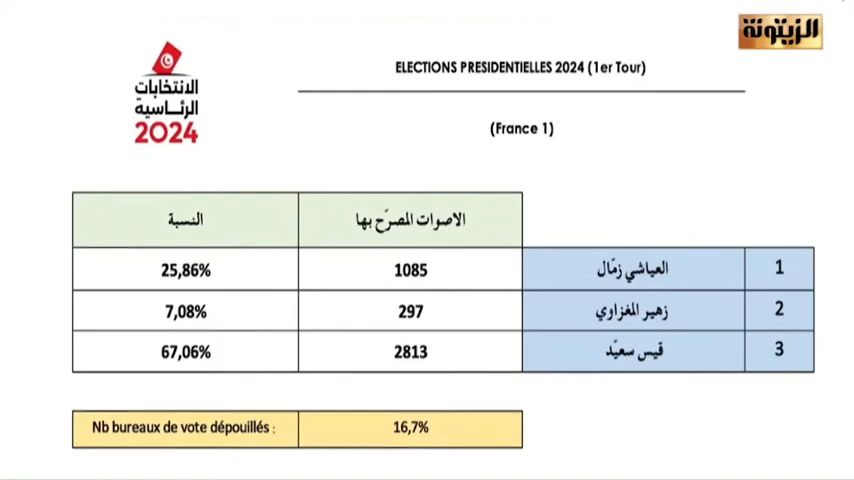 الزيتونة
الانتخابات
الرئاسية
2024
ELECTIONS PRESIDENTIELLES 2024 (1er Tour)
(France 1)
الاصوات المصرّح بها النسبة
1 العياشي زمّال 1085 25,86%
2 زهير المغزاوي 297 7,08%
3 قيس سعيّد 2813 67,06%
Nb bureaux de vote dépouillés : 16,7%